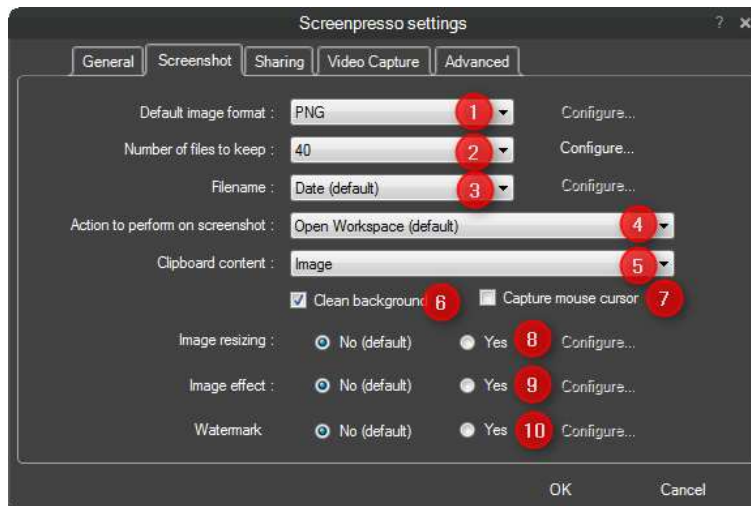 Screenpresso settings ? x
General Screenshot Sharing Video Capture Advanced
Default image format : PNG 1 Configure...
Number of files to keep : 40 2 Configure...
Filename : Date (default) 3 Configure...
Action to perform on screenshot : Open Workspace (default) 4
Clipboard content : Image 5
Clean background 6 Capture mouse cursor 7
Image resizing : No (default) Yes 8 Configure...
Image effect : No (default) Yes 9 Configure...
Watermark No (default) Yes 10 Configure...
OK Cancel